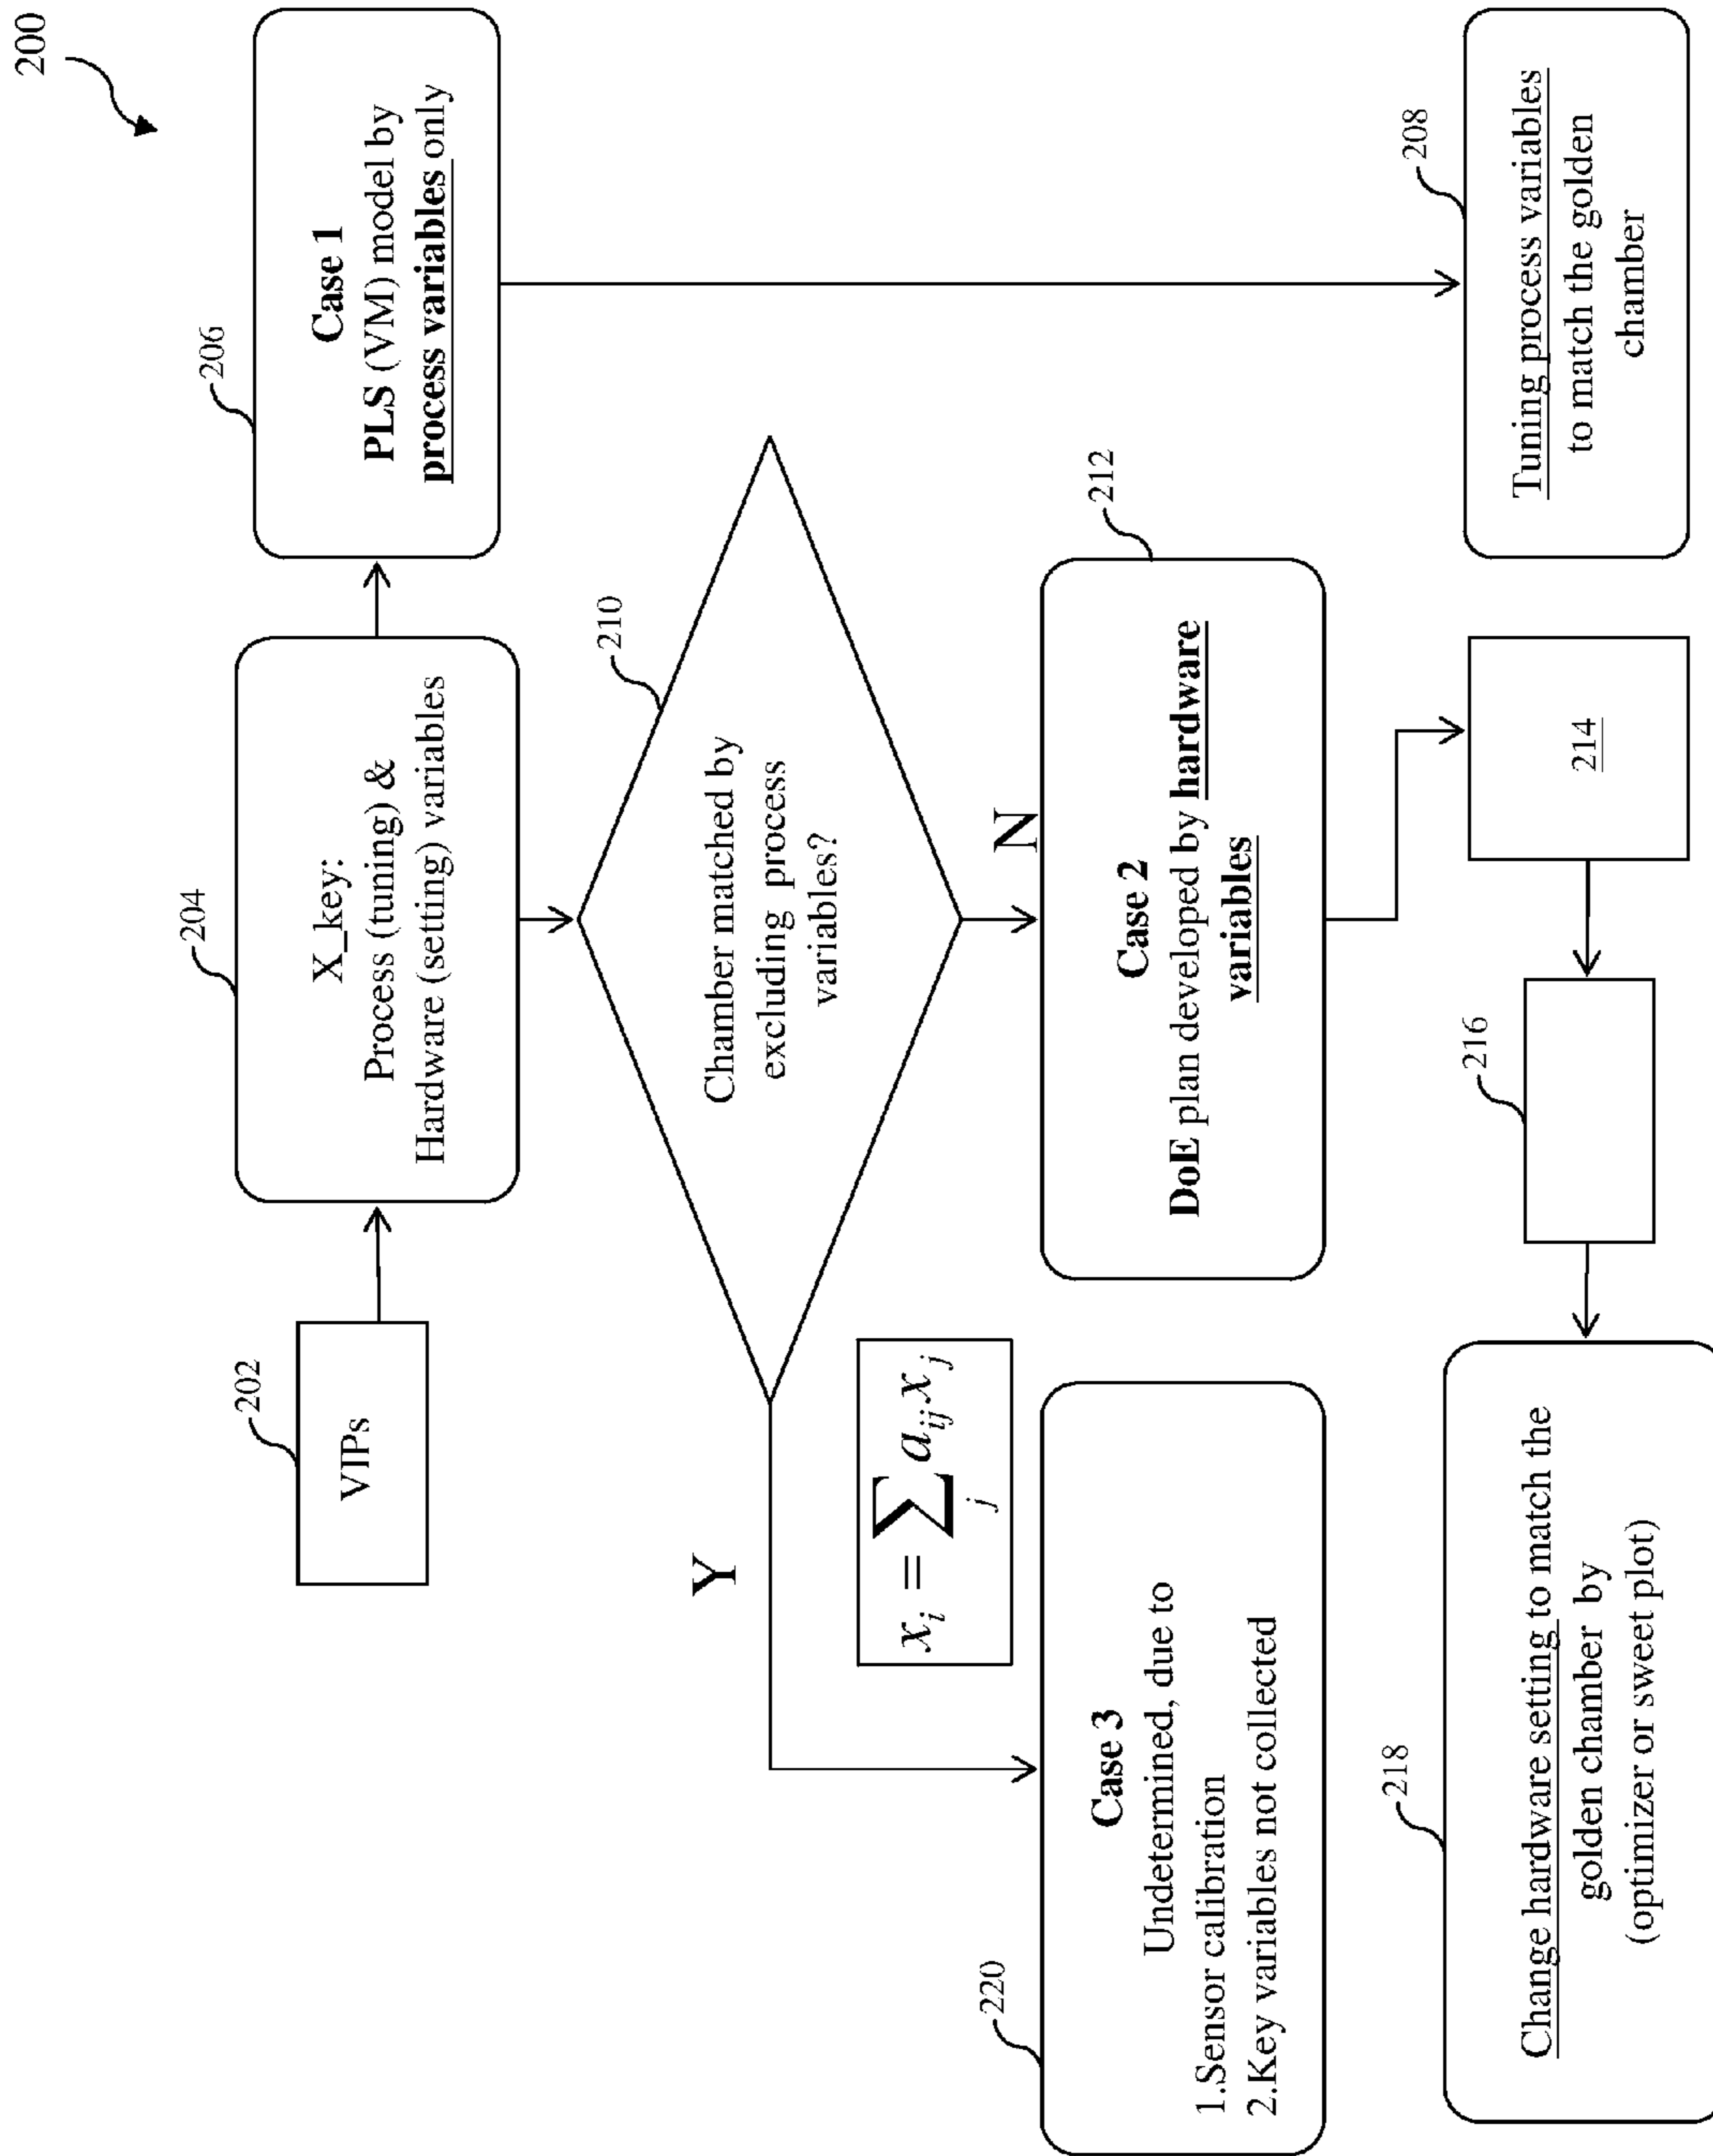 200
202
VIPs
204
X_key:
Process (tuning) &
Hardware (setting) variables
206
Case 1
PLS (VM) model by
process variables only
210
Chamber matched by
excluding process
variables?
Y
N
x_i = ∑_j a_{ij} x_j
220
Case 3
Undetermined, due to
1.Sensor calibration
2.Key variables not collected
212
Case 2
DoE plan developed by hardware
variables
218
Change hardware setting to match the
golden chamber by
(optimizer or sweet plot)
216
214
208
Tuning process variables
to match the golden
chamber